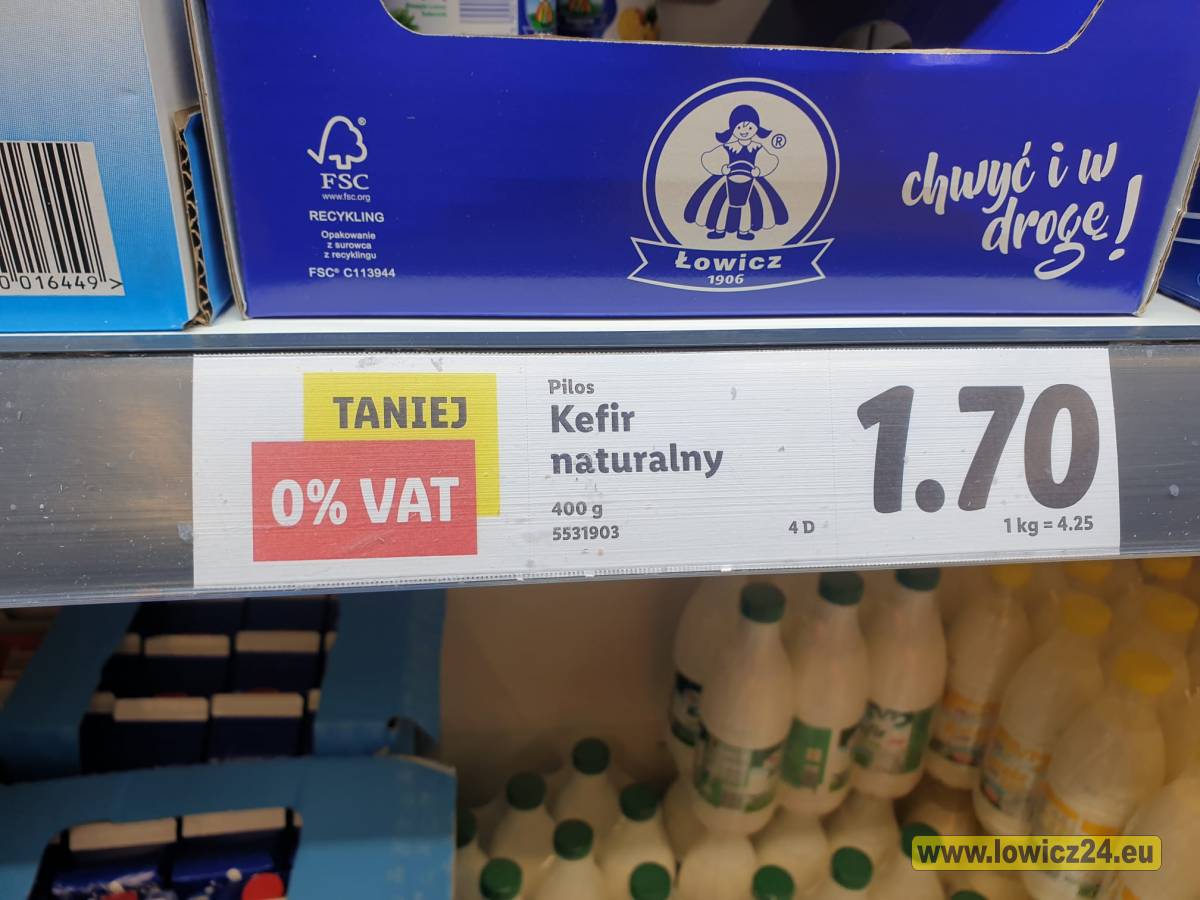 FSC®
www.fsc.org
RECYKLING
Opakowanie
z surowca
z recyklingu
FSC® C113944
®
Łowicz
1906
chwyć i w
drogę!
0016449 >
TANIEJ
0% VAT
Pilos
Kefir
naturalny
400 g
5531903
4 D
1.70
1 kg = 4.25
www.lowicz24.eu